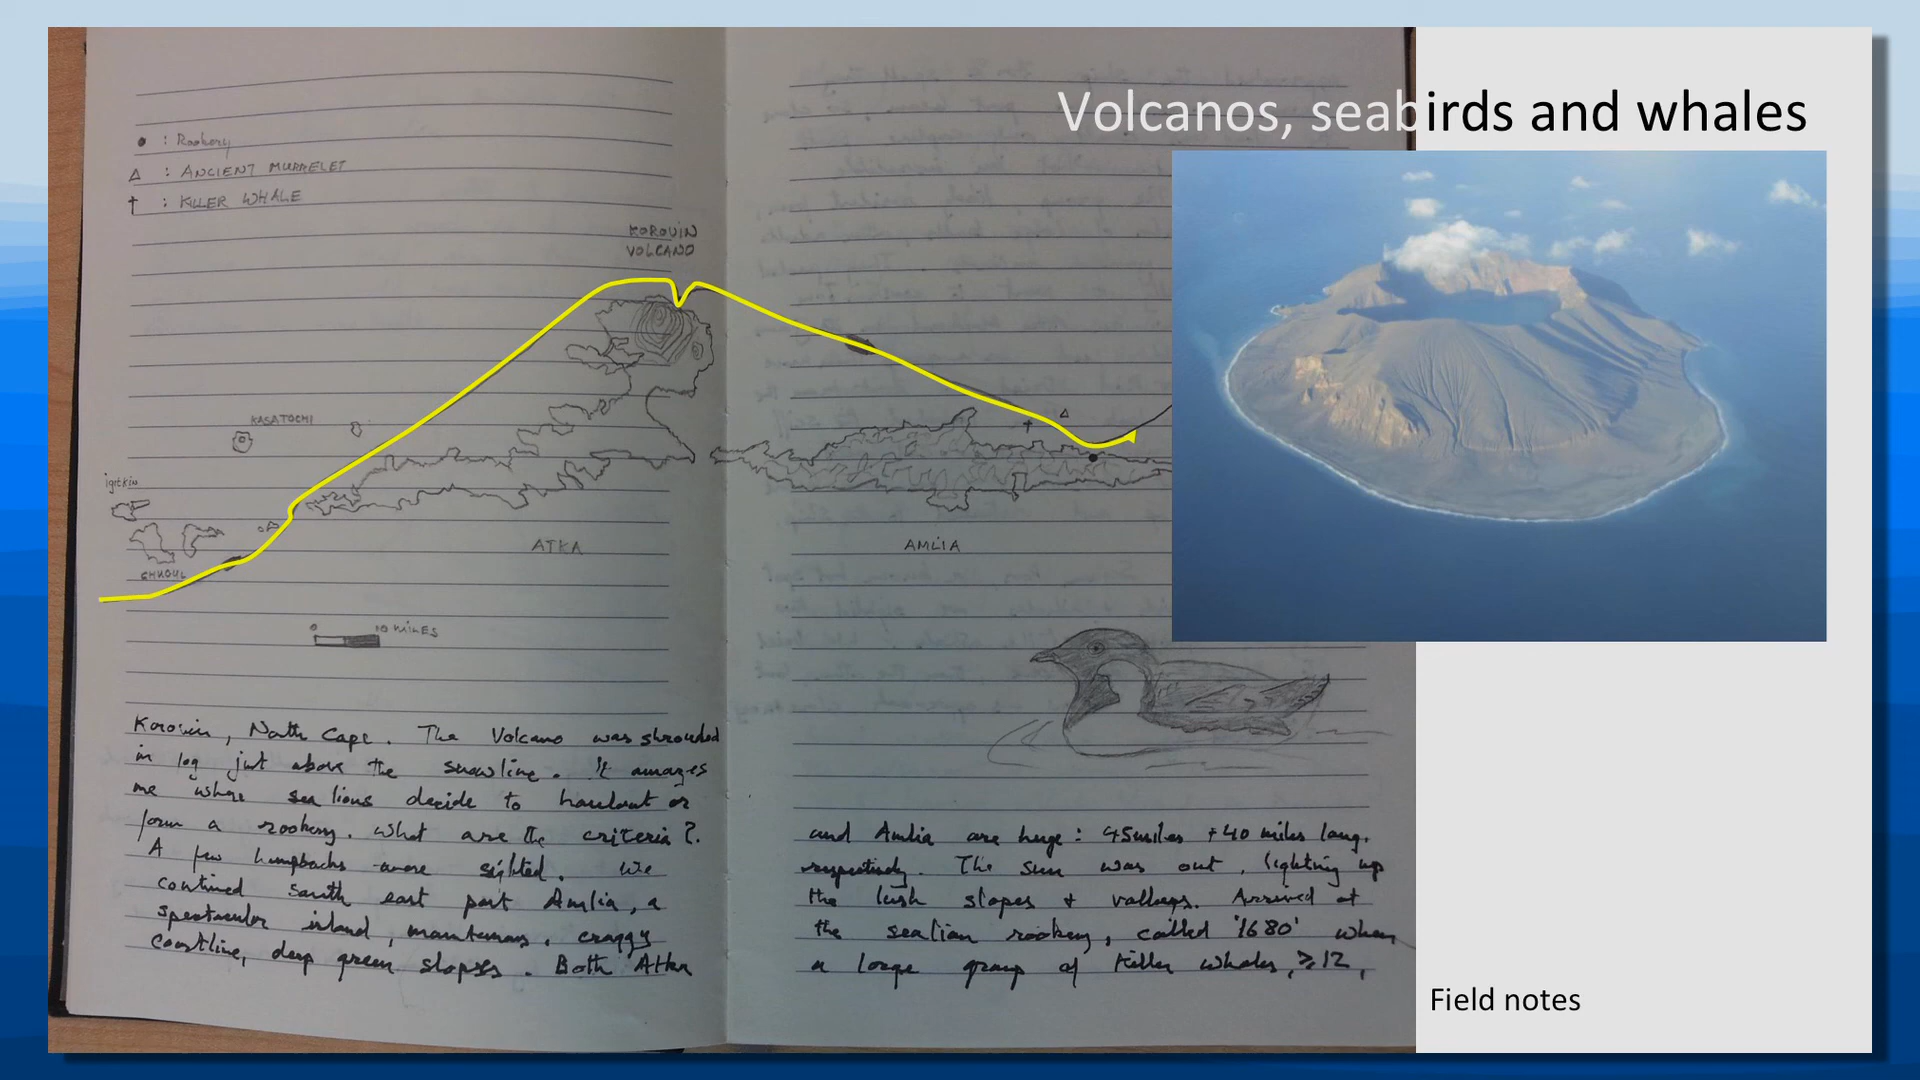 Volcanos, seabirds and whales
: Rookery
: ANCIENT MURRELET
: KILLER WHALE
KOROVIN
VOLCANO
KASATOCHI
igitkin
CHUGUL
ATKA
AMLIA
0 10 MILES
Korovin, North Cape. The Volcano was shrouded
in fog just above the snowline. It amazes
me where sea lions decide to haulout or
form a rookery. What are the criteria?.
A few humpbacks were sighted. We
continued south east past Amlia, a
spectacular island, craggy
coastline, deep green slopes. Both Atka
and Amlia are huge: 45miles + 40 miles long.
respectively. The sun was out, lighting up
the lush slopes + valleys. Arrived at
the sealion rookery, called '1680' when
a large group of killer whales, ≥12,
Field notes